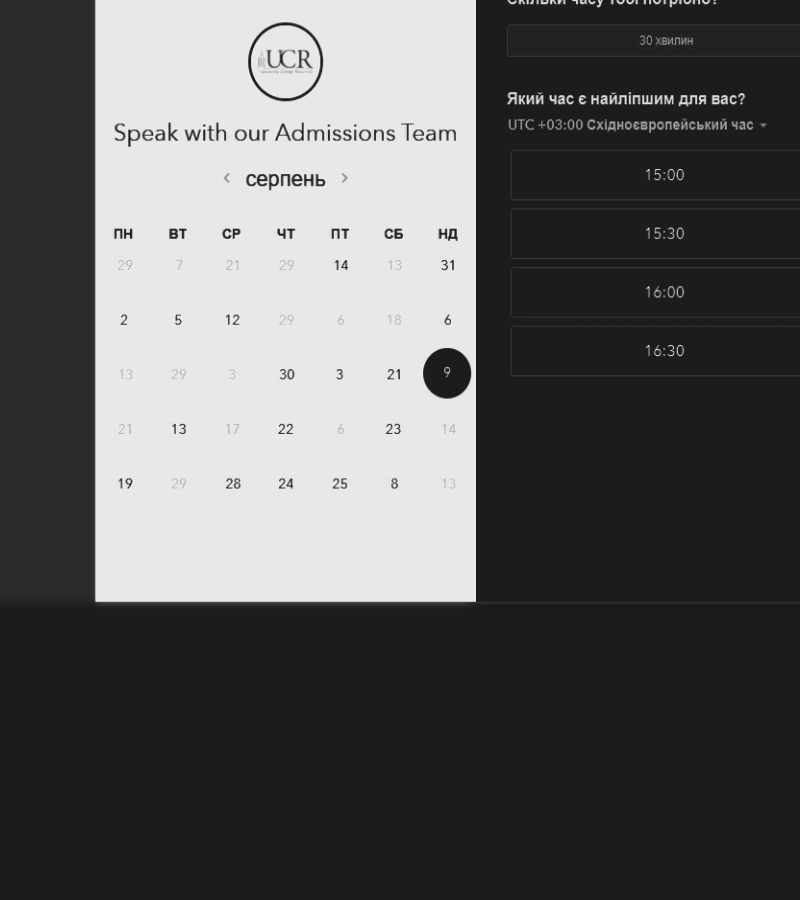 UCR
Speak with our Admissions Team
серпень
ПН ВТ СР ЧТ ПТ СБ НД
29 7 21 29 14 13 31
2 5 12 29 6 18 6
13 29 3 30 3 21 9
21 13 17 22 6 23 14
19 29 28 24 25 8 13
Скільки часу тобі потрібно?
30 хвилин
Який час є найліпшим для вас?
UTC +03:00 Східноєвропейський час
15:00
15:30
16:00
16:30